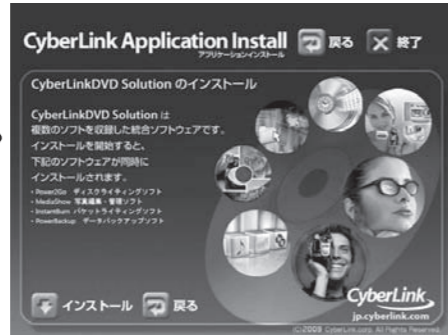 CyberLink Application Install
アプリケーションインストール
戻る
終了
CyberLinkDVD Solution のインストール
CyberLinkDVD Solution は
複数のソフトを収録した統合ソフトウェアです。
インストールを開始すると、
下記のソフトウェアが同時に
インストールされます。
・Power2Go ディスクライティングソフト
・MediaShow 写真編集・管理ソフト
・InstantBurn パケットライティングソフト
・PowerBackup データバックアップソフト
インストール
戻る
CyberLink
jp.cyberlink.com
(c)2009 CyberLink.com. All Rights Reserved.